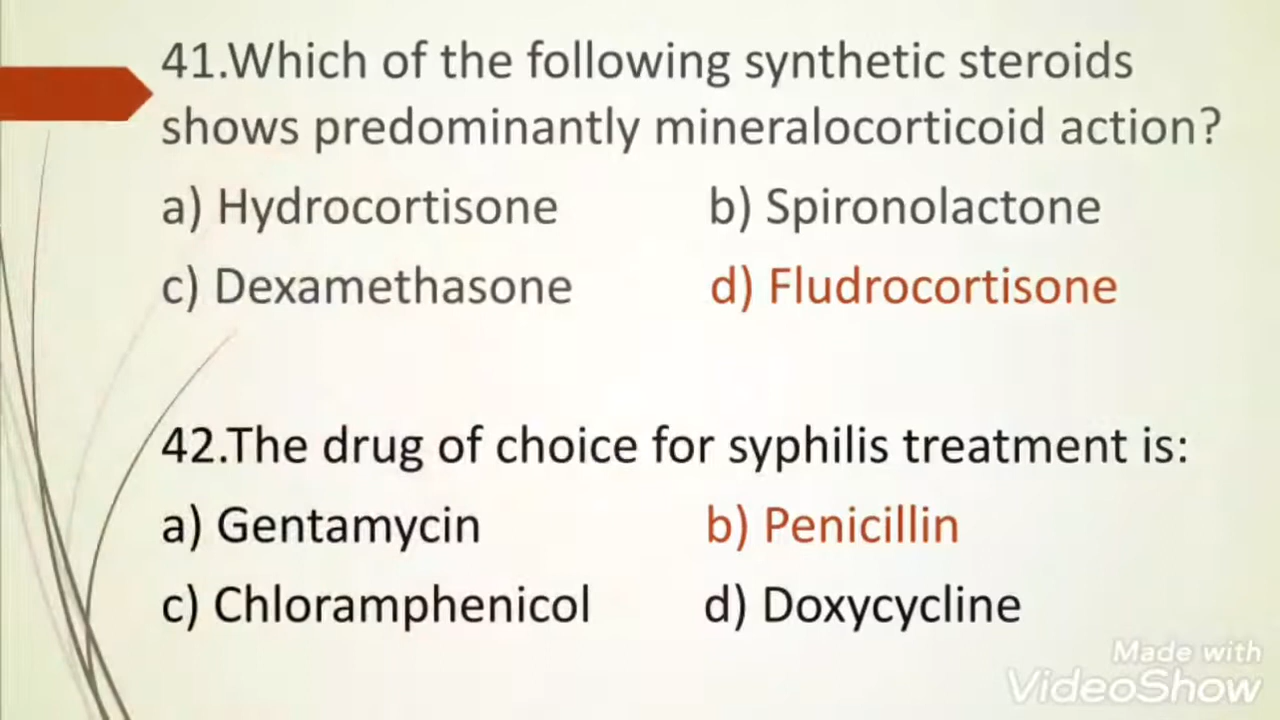 41.Which of the following synthetic steroids
shows predominantly mineralocorticoid action?
a) Hydrocortisone b) Spironolactone
c) Dexamethasone d) Fludrocortisone
42.The drug of choice for syphilis treatment is:
a) Gentamycin b) Penicillin
c) Chloramphenicol d) Doxycycline
Made with
VideoShow